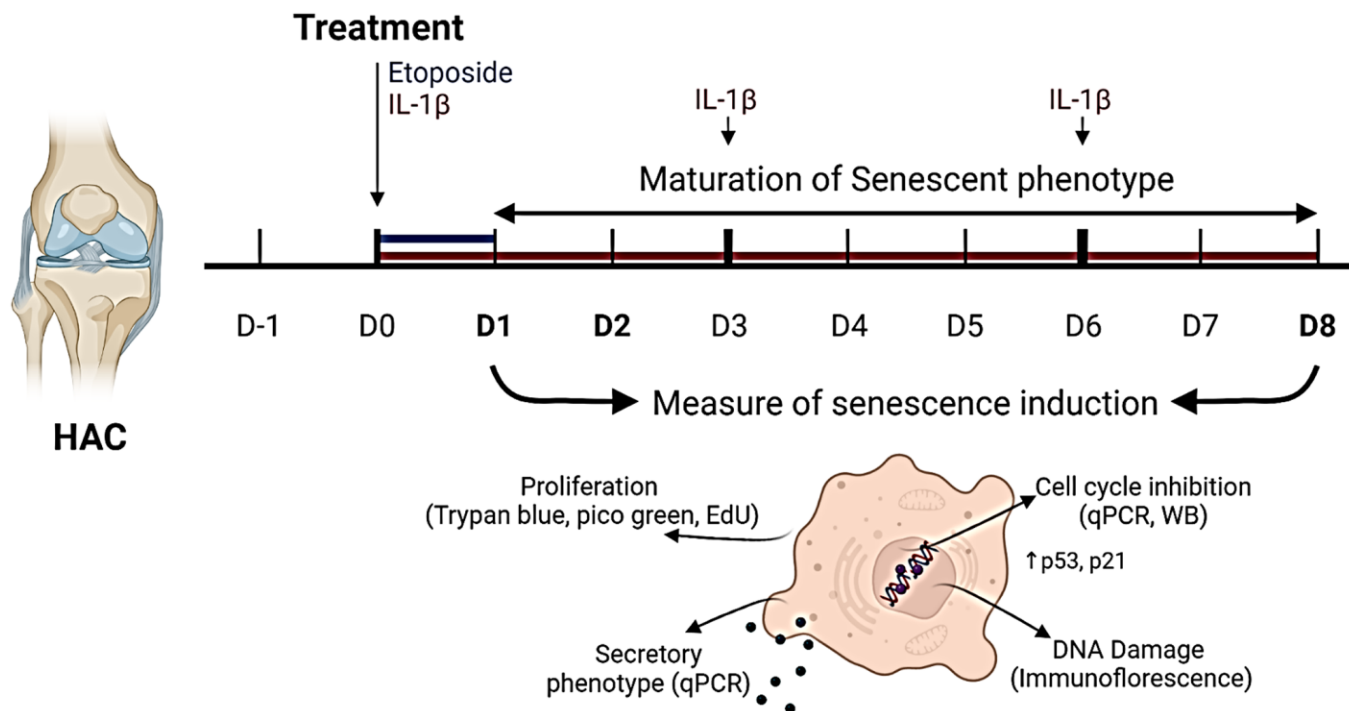 Treatment
Etoposide
IL-1β
IL-1β
IL-1β
Maturation of Senescent phenotype
D-1 D0 D1 D2 D3 D4 D5 D6 D7 D8
Measure of senescence induction
HAC
Proliferation
(Trypan blue, pico green, EdU)
Cell cycle inhibition
(qPCR, WB)
↑p53, p21
Secretory
phenotype (qPCR)
DNA Damage
(Immunoflorescence)